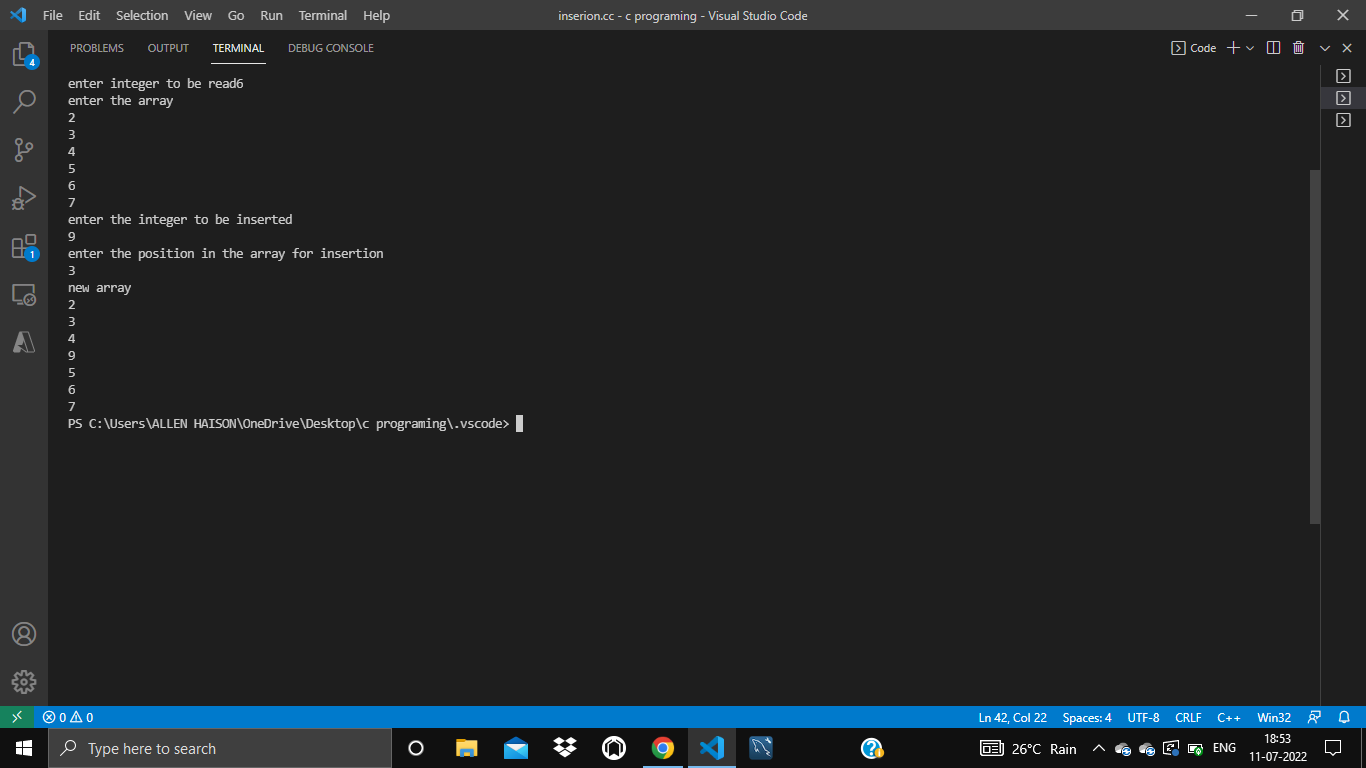 File Edit Selection View Go Run Terminal Help
inserion.cc - c programing - Visual Studio Code
PROBLEMS OUTPUT TERMINAL DEBUG CONSOLE
Code
4
1
enter integer to be read6
enter the array
2
3
4
5
6
7
enter the integer to be inserted
9
enter the position in the array for insertion
3
new array
2
3
4
9
5
6
7
PS C:\Users\ALLEN HAISON\OneDrive\Desktop\c programing\.vscode>
0 0
Ln 42, Col 22 Spaces: 4 UTF-8 CRLF C++ Win32
Type here to search
26°C Rain
ENG
18:53
11-07-2022